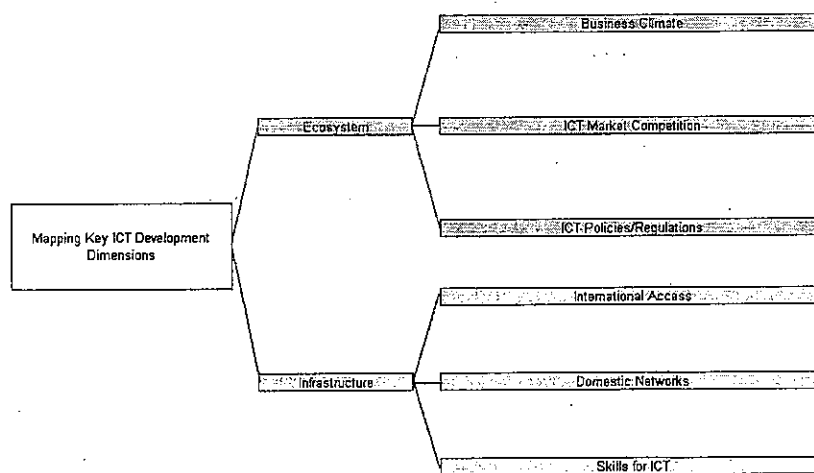 Business Climate
Ecosystem
ICT Market Competition
Mapping Key ICT Development
Dimensions
ICT Policies/Regulations
International Access
Infrastructure
Domestic Networks
Skills for ICT